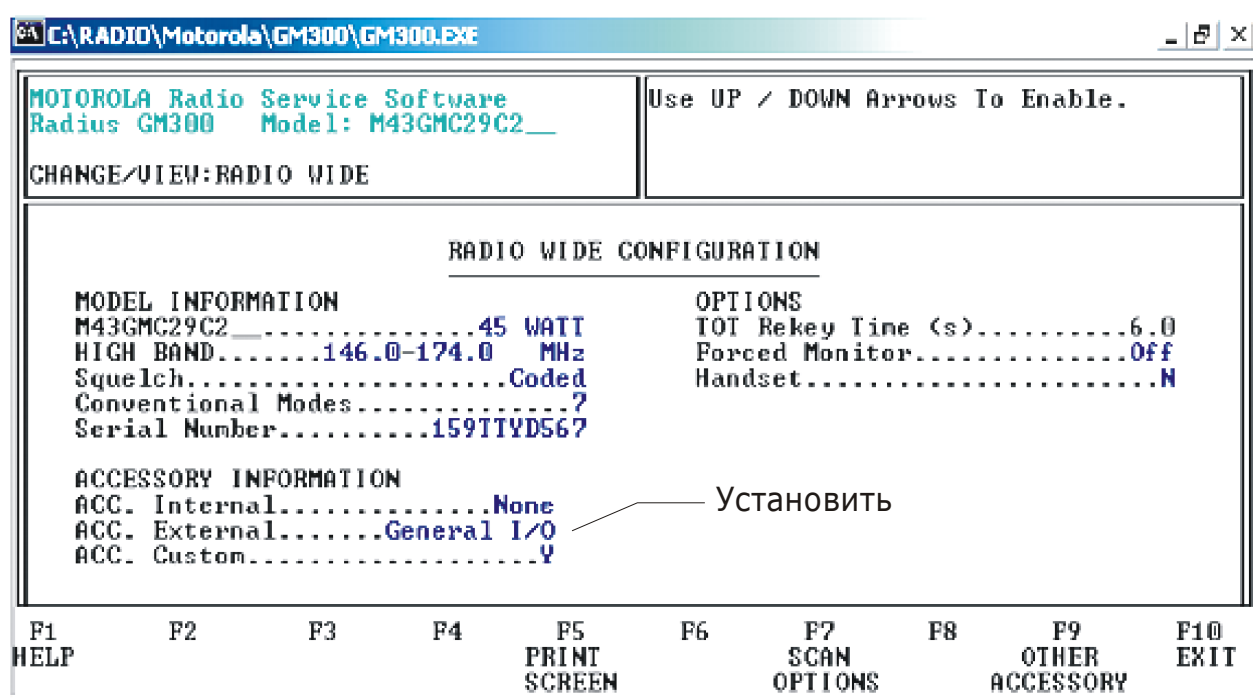 C:\RADIO\Motorola\GM300\GM300.EXE
MOTOROLA Radio Service Software
Radius GM300 Model: M43GMC29C2__
CHANGE/VIEW:RADIO WIDE
Use UP / DOWN Arrows To Enable.
RADIO WIDE CONFIGURATION
MODEL INFORMATION
M43GMC29C2__...............45 WATT
HIGH BAND.......146.0-174.0 MHz
Squelch.....................Coded
Conventional Modes..............?
Serial Number..........159TTYD567
ACCESSORY INFORMATION
ACC. Internal..............None
ACC. External.......General I/O
ACC. Custom...................Y
OPTIONS
TOT Rekey Time (s)..........6.0
Forced Monitor..............Off
Handset.......................N
Установить
F1 F2 F3 F4 F5 F6 F7 F8 F9 F10
HELP PRINT SCAN OTHER EXIT
SCREEN OPTIONS ACCESSORY